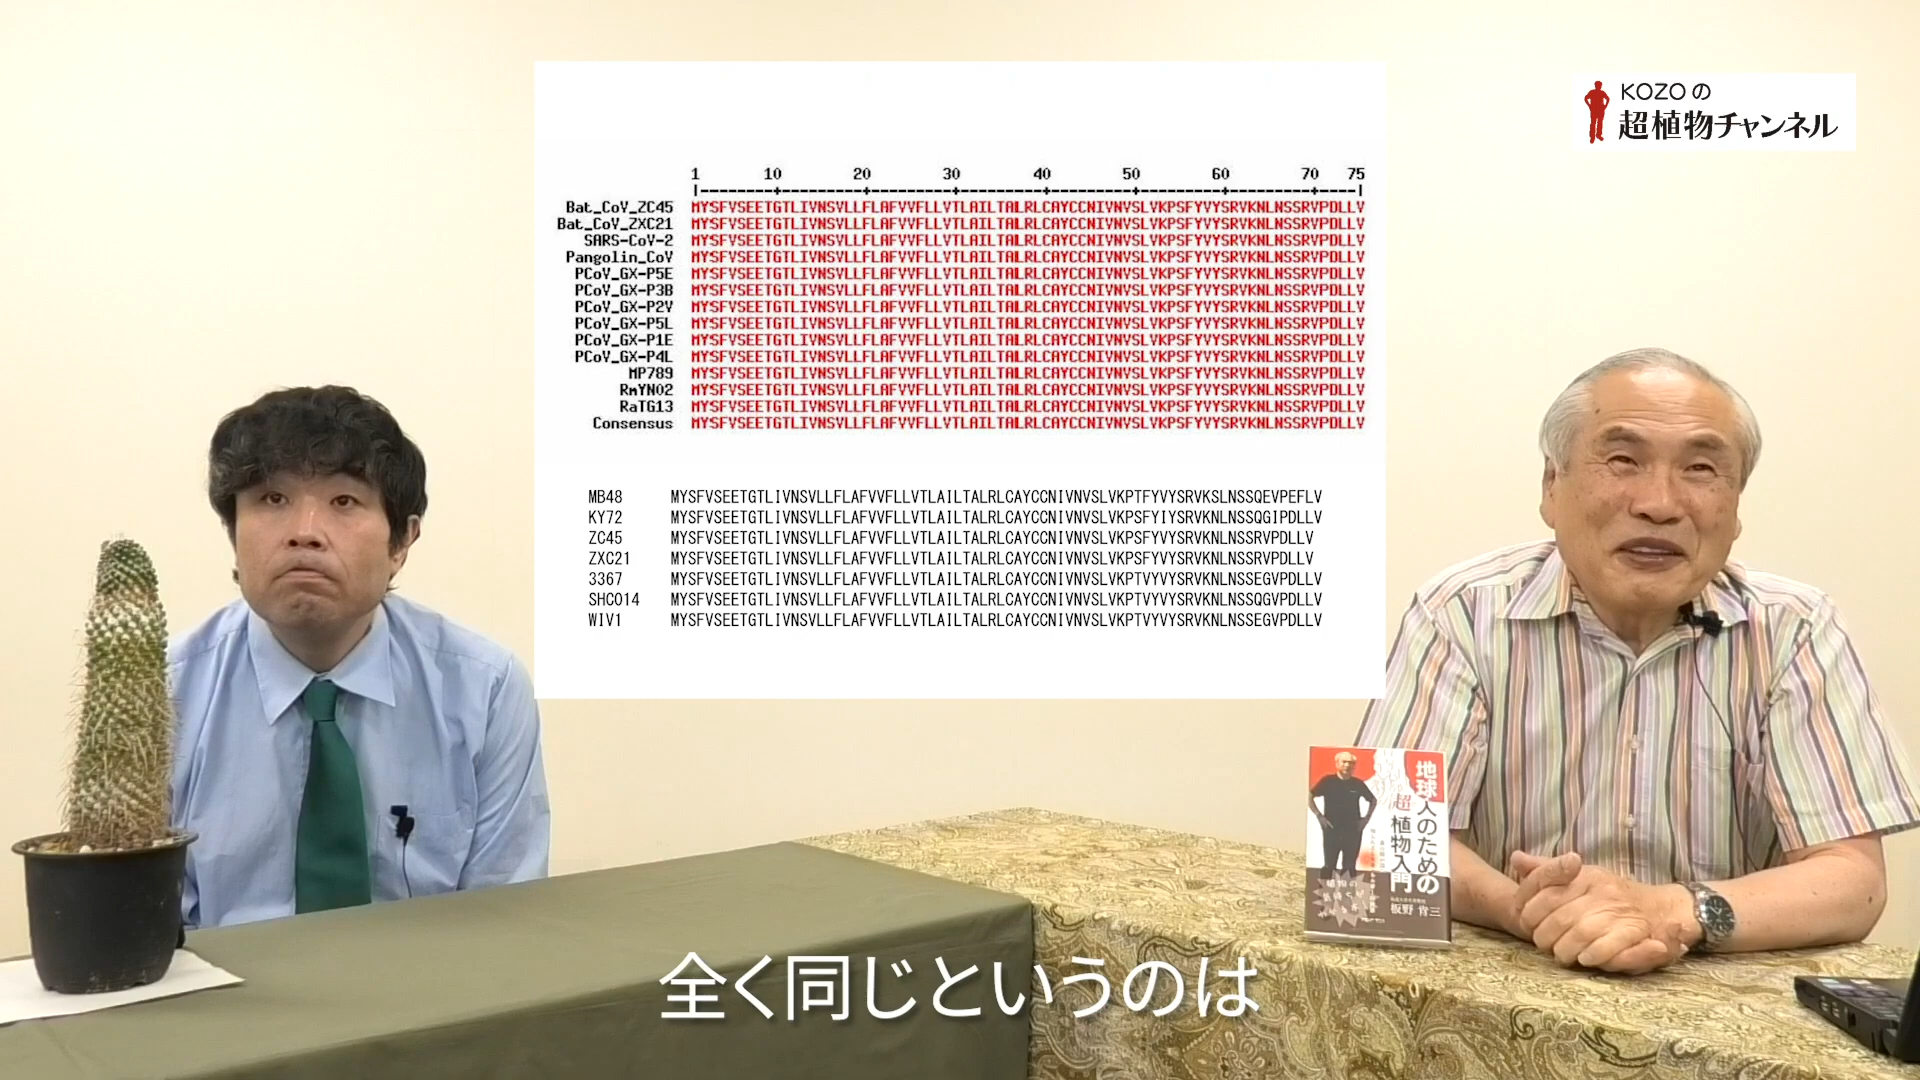 KOZOの
超植物チャンネル
1 10 20 30 40 50 60 70 75
Bat_CoV_ZC45 MYSFVSEETGTLIVNSVLLFLAFVVFLLVTLAILTALRLCAYCCNIVNVSLVKPSFYVYSRVKNLNSSRVPDLLV
Bat_CoV_ZXC21 MYSFVSEETGTLIVNSVLLFLAFVVFLLVTLAILTALRLCAYCCNIVNVSLVKPSFYVYSRVKNLNSSRVPDLLV
SARS-CoV-2 MYSFVSEETGTLIVNSVLLFLAFVVFLLVTLAILTALRLCAYCCNIVNVSLVKPSFYVYSRVKNLNSSRVPDLLV
Pangolin_CoV MYSFVSEETGTLIVNSVLLFLAFVVFLLVTLAILTALRLCAYCCNIVNVSLVKPSFYVYSRVKNLNSSRVPDLLV
PCoV_GX-P5E MYSFVSEETGTLIVNSVLLFLAFVVFLLVTLAILTALRLCAYCCNIVNVSLVKPSFYVYSRVKNLNSSRVPDLLV
PCoV_GX-P3B MYSFVSEETGTLIVNSVLLFLAFVVFLLVTLAILTALRLCAYCCNIVNVSLVKPSFYVYSRVKNLNSSRVPDLLV
PCoV_GX-P2V MYSFVSEETGTLIVNSVLLFLAFVVFLLVTLAILTALRLCAYCCNIVNVSLVKPSFYVYSRVKNLNSSRVPDLLV
PCoV_GX-P5L MYSFVSEETGTLIVNSVLLFLAFVVFLLVTLAILTALRLCAYCCNIVNVSLVKPSFYVYSRVKNLNSSRVPDLLV
PCoV_GX-P1E MYSFVSEETGTLIVNSVLLFLAFVVFLLVTLAILTALRLCAYCCNIVNVSLVKPSFYVYSRVKNLNSSRVPDLLV
PCoV_GX-P4L MYSFVSEETGTLIVNSVLLFLAFVVFLLVTLAILTALRLCAYCCNIVNVSLVKPSFYVYSRVKNLNSSRVPDLLV
MP789 MYSFVSEETGTLIVNSVLLFLAFVVFLLVTLAILTALRLCAYCCNIVNVSLVKPSFYVYSRVKNLNSSRVPDLLV
RmYN02 MYSFVSEETGTLIVNSVLLFLAFVVFLLVTLAILTALRLCAYCCNIVNVSLVKPSFYVYSRVKNLNSSRVPDLLV
RaTG13 MYSFVSEETGTLIVNSVLLFLAFVVFLLVTLAILTALRLCAYCCNIVNVSLVKPSFYVYSRVKNLNSSRVPDLLV
Consensus MYSFVSEETGTLIVNSVLLFLAFVVFLLVTLAILTALRLCAYCCNIVNVSLVKPSFYVYSRVKNLNSSRVPDLLV
MB48 MYSFVSEETGTLIVNSVLLFLAFVVFLLVTLAILTALRLCAYCCNIVNVSLVKPTFYVYSRVKSLNSSQEVPEFLV
KY72 MYSFVSEETGTLIVNSVLLFLAFVVFLLVTLAILTALRLCAYCCNIVNVSLVKPSFYIYSRVKNLNSSQGIPDLLV
ZC45 MYSFVSEETGTLIVNSVLLFLAFVVFLLVTLAILTALRLCAYCCNIVNVSLVKPSFYVYSRVKNLNSSRVPDLLV
ZXC21 MYSFVSEETGTLIVNSVLLFLAFVVFLLVTLAILTALRLCAYCCNIVNVSLVKPSFYVYSRVKNLNSSRVPDLLV
3367 MYSFVSEETGTLIVNSVLLFLAFVVFLLVTLAILTALRLCAYCCNIVNVSLVKPTVYVYSRVKNLNSSEGVPDLLV
SHC014 MYSFVSEETGTLIVNSVLLFLAFVVFLLVTLAILTALRLCAYCCNIVNVSLVKPTVYVYSRVKNLNSSQGVPDLLV
WIV1 MYSFVSEETGTLIVNSVLLFLAFVVFLLVTLAILTALRLCAYCCNIVNVSLVKPTVYVYSRVKNLNSSEGVPDLLV
地球人のための
超植物入門
板野 肯三
全く同じというのは